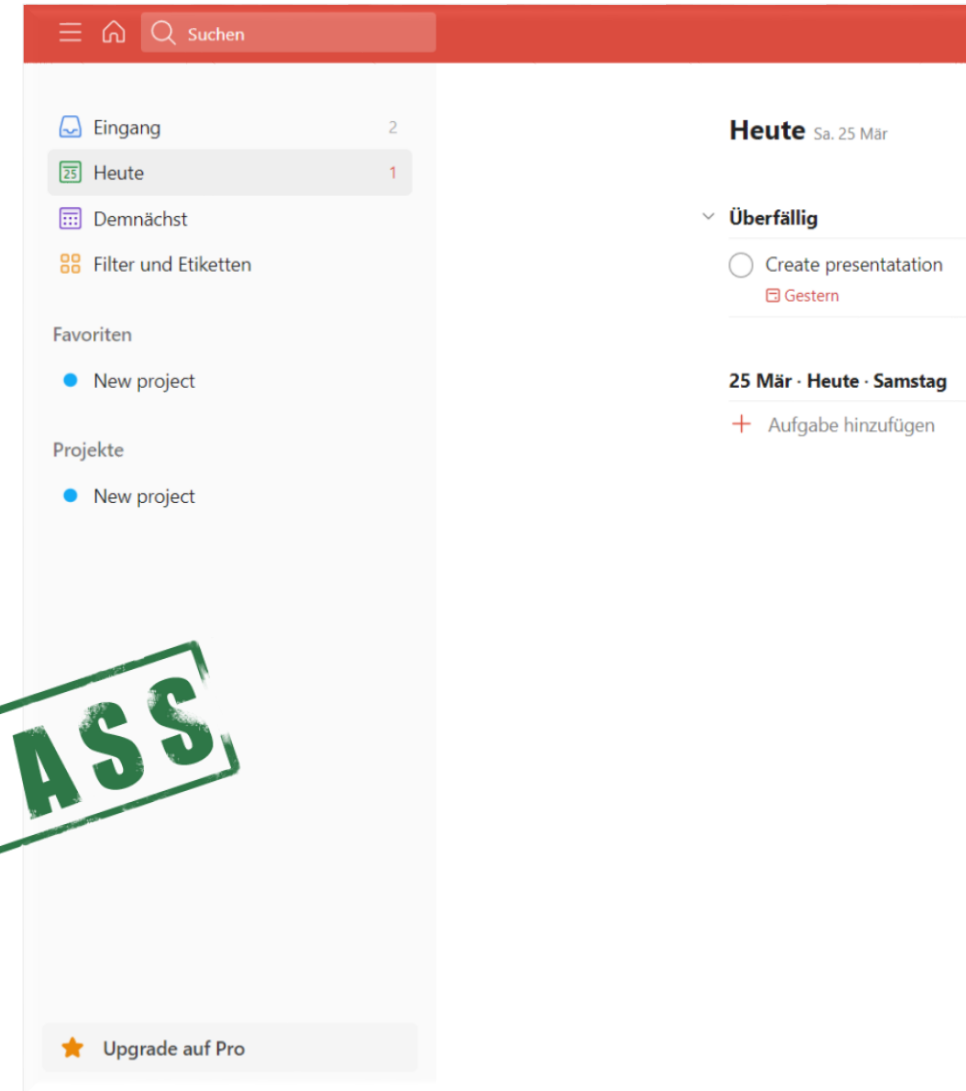 Suchen
Eingang 2
25 Heute 1
Demnächst
Filter und Etiketten
Favoriten
New project
Projekte
New project
ASS
Upgrade auf Pro
Heute Sa. 25 Mär
Überfällig
Create presentatation
Gestern
25 Mär · Heute · Samstag
+ Aufgabe hinzufügen